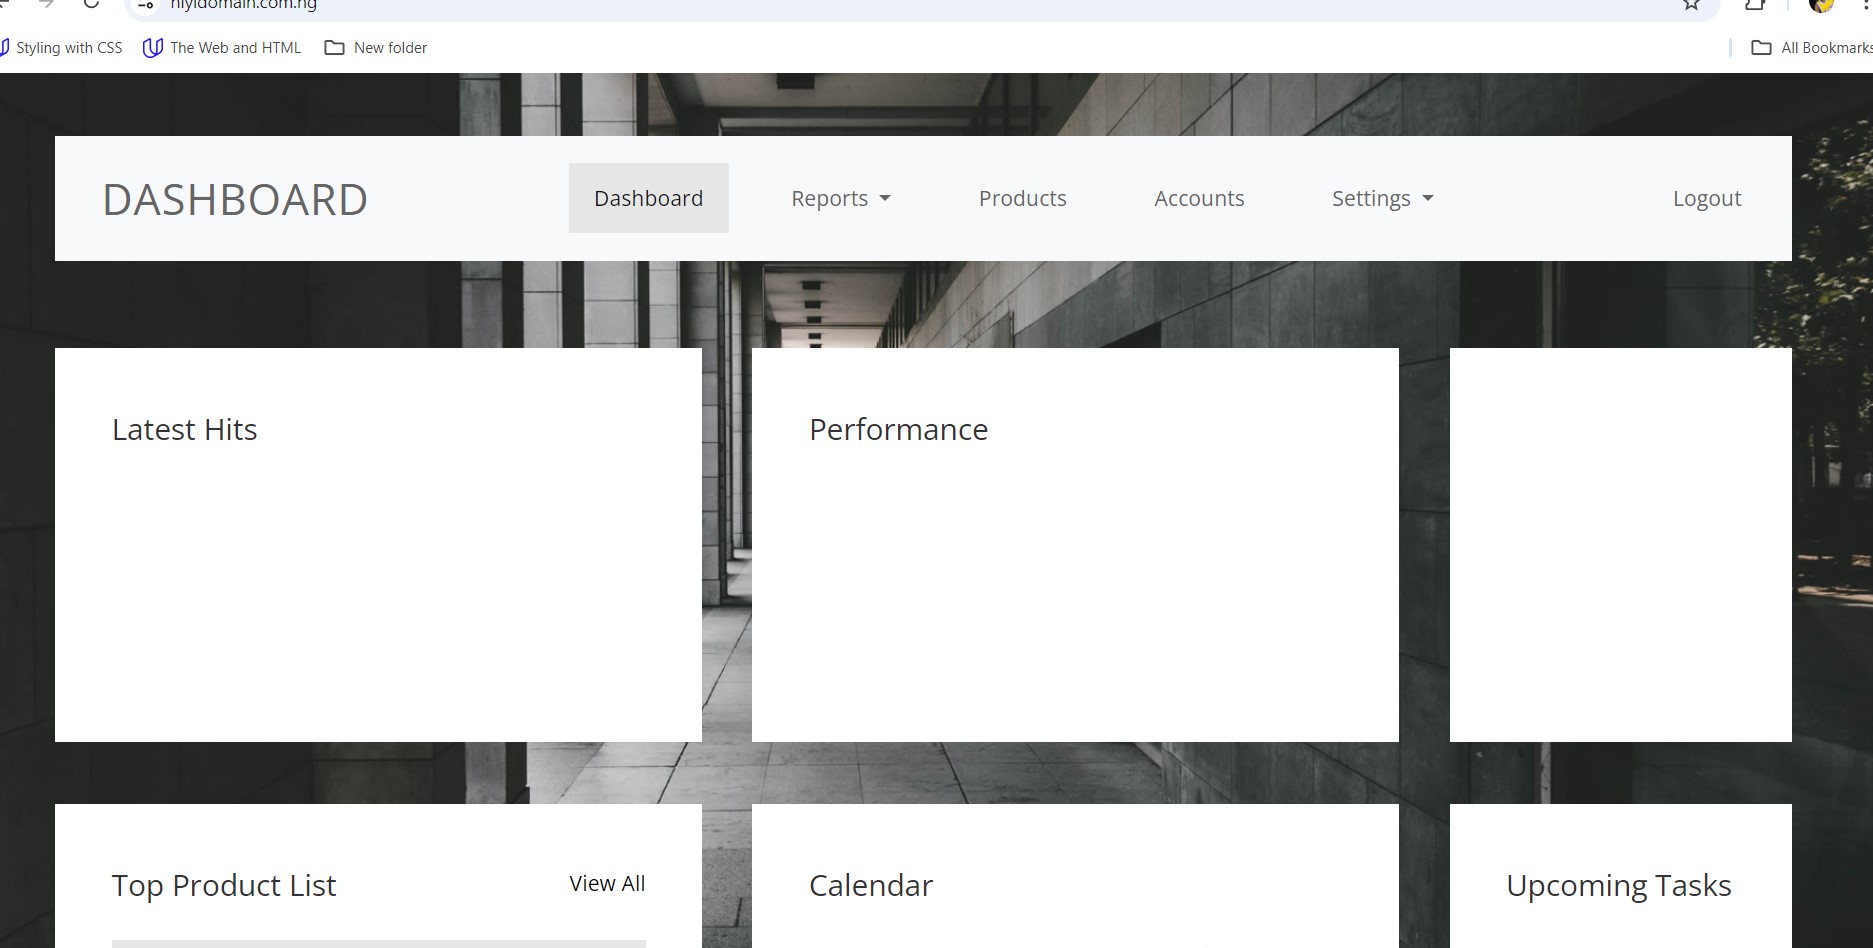 hiyidomain.com.ng
Styling with CSS The Web and HTML New folder All Bookmarks
DASHBOARD Dashboard Reports Products Accounts Settings Logout
Latest Hits Performance
Top Product List View All Calendar Upcoming Tasks